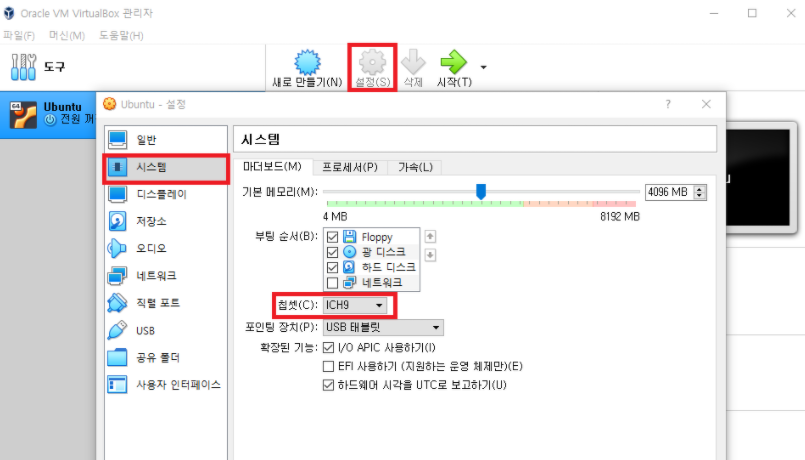 Oracle VM VirtualBox 관리자
파일(F) 머신(M) 도움말(H)
도구
새로 만들기(N) 설정(S) 삭제 시작(T)
64
Ubuntu
전원 꺼
Ubuntu - 설정
일반
시스템
디스플레이
저장소
오디오
네트워크
직렬 포트
USB
공유 폴더
사용자 인터페이스
시스템
마더보드(M) 프로세서(P) 가속(L)
기본 메모리(M): 4096 MB
4 MB 8192 MB
부팅 순서(B): Floppy
광 디스크
하드 디스크
네트워크
칩셋(C): ICH9
포인팅 장치(P): USB 태블릿
확장된 기능: I/O APIC 사용하기(I)
EFI 사용하기 (지원하는 운영 체제만)(E)
하드웨어 시각을 UTC로 보고하기(U)